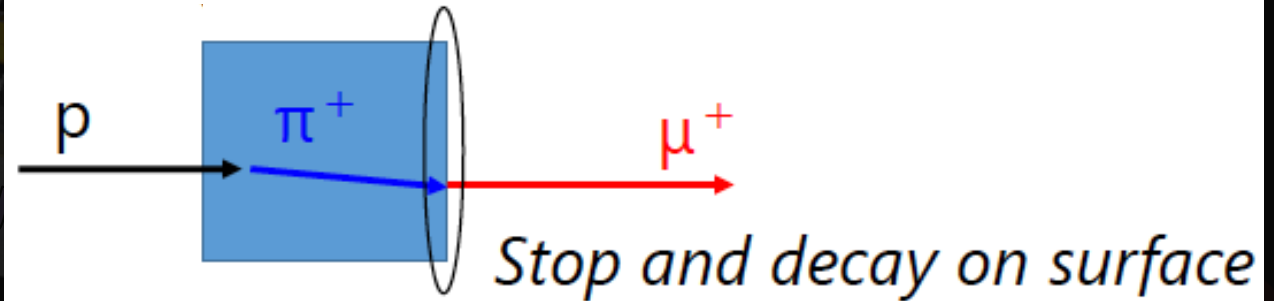 p
π⁺
μ⁺
Stop and decay on surface